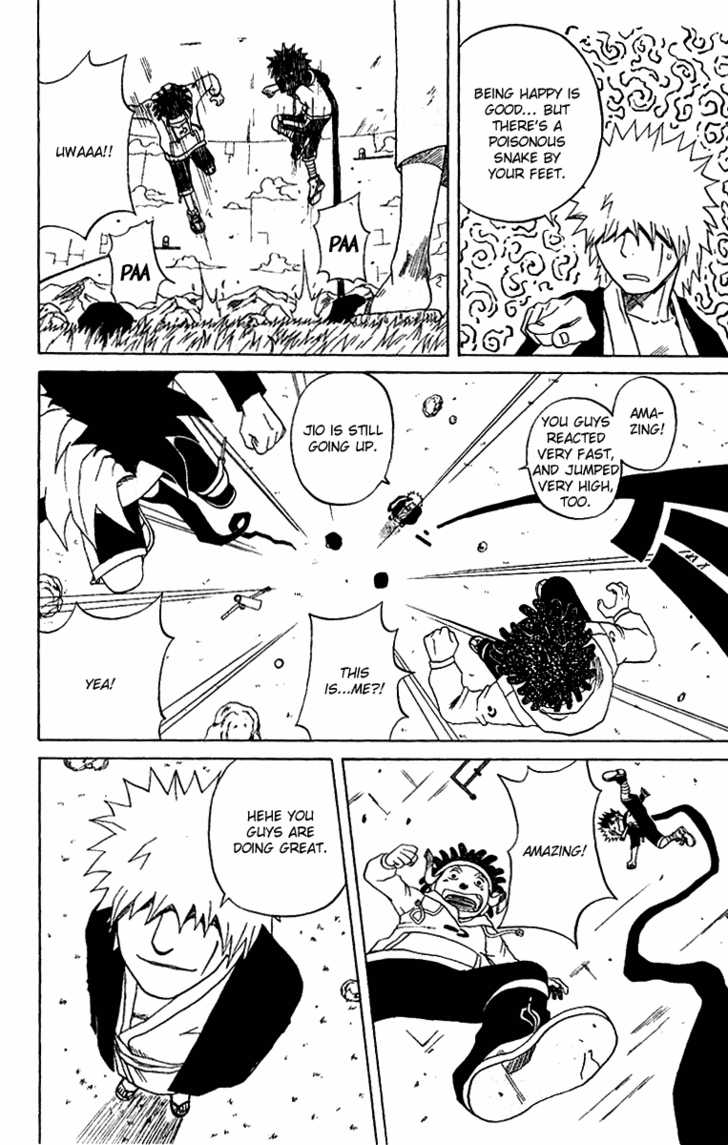 BEING HAPPY IS
GOOD... BUT
THERE'S A
POISONOUS
SNAKE BY
YOUR FEET.
UWAAA!!
PAA
PAA
AMA-
ZING!
YOU GUYS
REACTED
VERY FAST,
AND JUMPED
VERY HIGH,
TOO.
JIO IS STILL
GOING UP.
THIS
IS...ME?!
YEA!
AMAZING!
HEHE YOU
GUYS ARE
DOING GREAT.